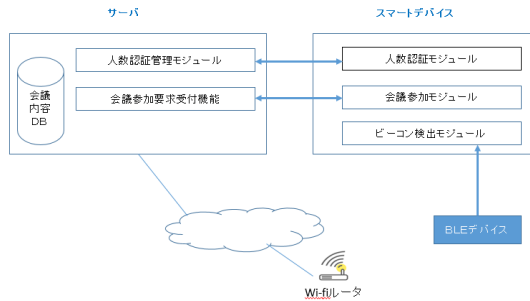 サーバ
スマートデバイス
人数認証管理モジュール
人数認証モジュール
会議
内容
DB
会議参加要求受付機能
会議参加モジュール
ビーコン検出モジュール
BLEデバイス
Wi-fiルータ